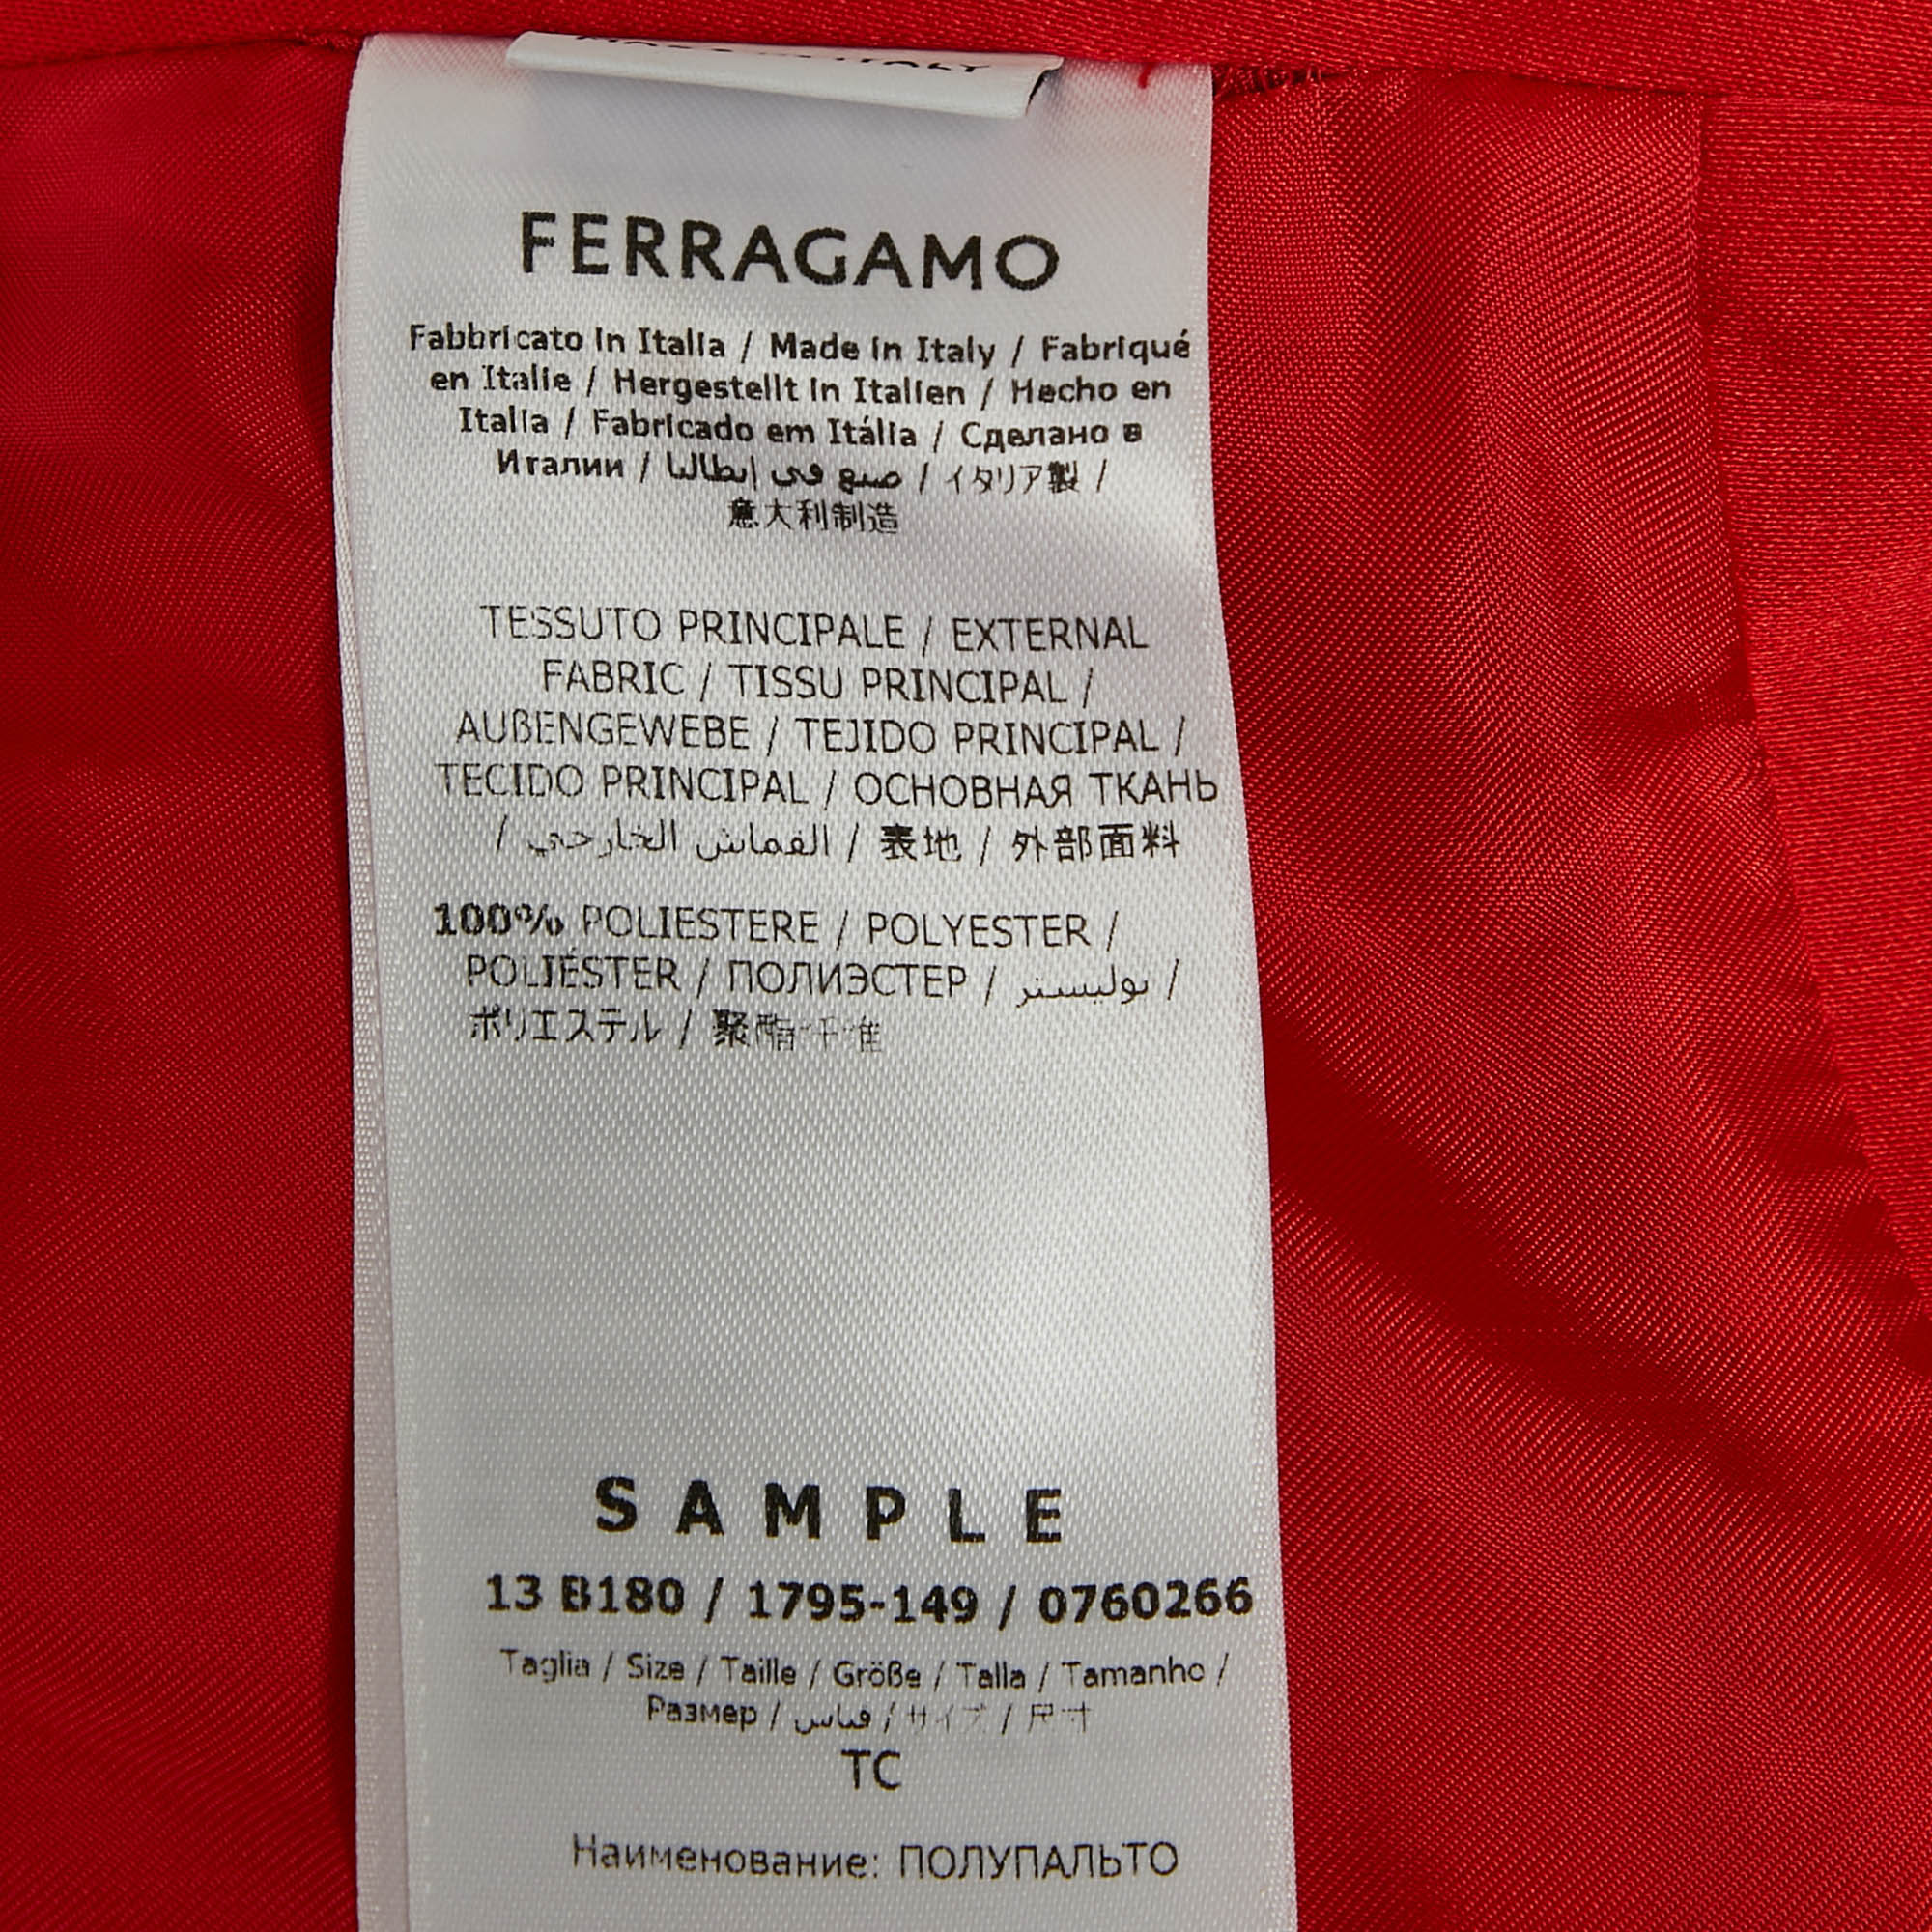 FERRAGAMO
Fabbricato in Italia / Made in Italy / Fabriqué
en Italie / Hergestellt in Italien / Hecho en
Italia / Fabricado em Itália / Сделано в
Италии / صنع في إيطاليا / イタリア製 /
意大利制造
TESSUTO PRINCIPALE / EXTERNAL
FABRIC / TISSU PRINCIPAL /
AUßENGEWEBE / TEJIDO PRINCIPAL /
TECIDO PRINCIPAL / ОСНОВНАЯ ТКАНЬ
/ القماش الخارجي / 表地 / 外部面料
100% POLIESTERE / POLYESTER /
POLIÉSTER / ПОЛИЭСТЕР / بوليستر /
ポリエステル / 聚酯纤维
SAMPLE
13 B180 / 1795-149 / 0760266
Taglia / Size / Taille / Größe / Talla / Tamanho /
Размер / قياس / サイズ / 尺寸
TC
Наименование: ПОЛУПАЛЬТО